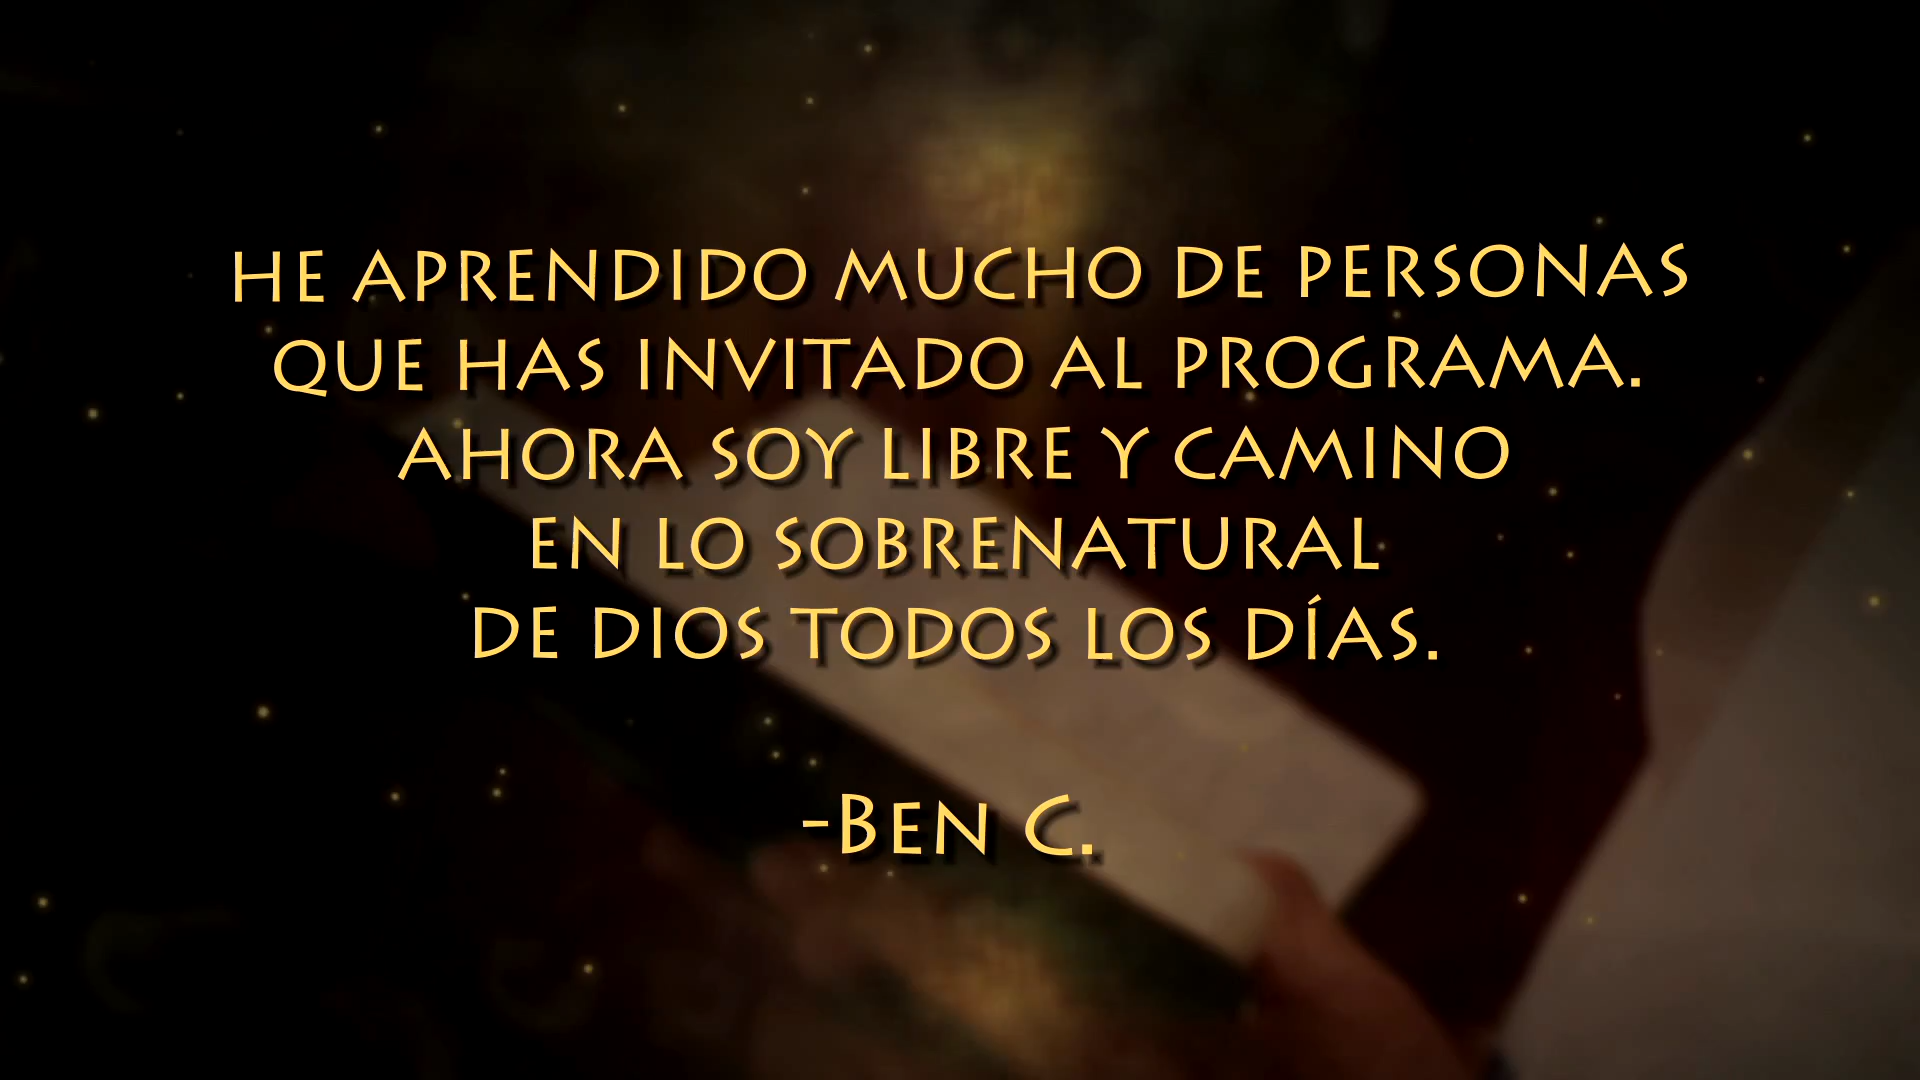 HE APRENDIDO MUCHO DE PERSONAS
QUE HAS INVITADO AL PROGRAMA.
AHORA SOY LIBRE Y CAMINO
EN LO SOBRENATURAL
DE DIOS TODOS LOS DÍAS.
-BEN C.